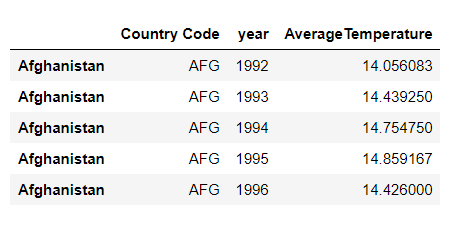 Country Code year AverageTemperature
Afghanistan AFG 1992 14.056083
Afghanistan AFG 1993 14.439250
Afghanistan AFG 1994 14.754750
Afghanistan AFG 1995 14.859167
Afghanistan AFG 1996 14.426000